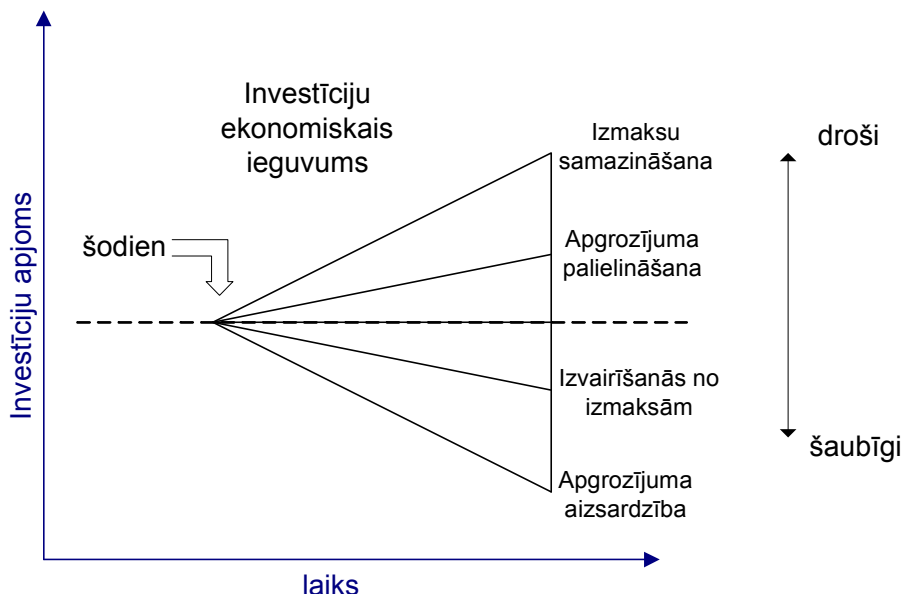 Investīciju
ekonomiskais
ieguvums
Izmaksu
samazināšana
droši
šodien
Apgrozījuma
palielināšana
Investīciju apjoms
Izvairīšanās no
izmaksām
šaubīgi
Apgrozījuma
aizsardzība
laiks